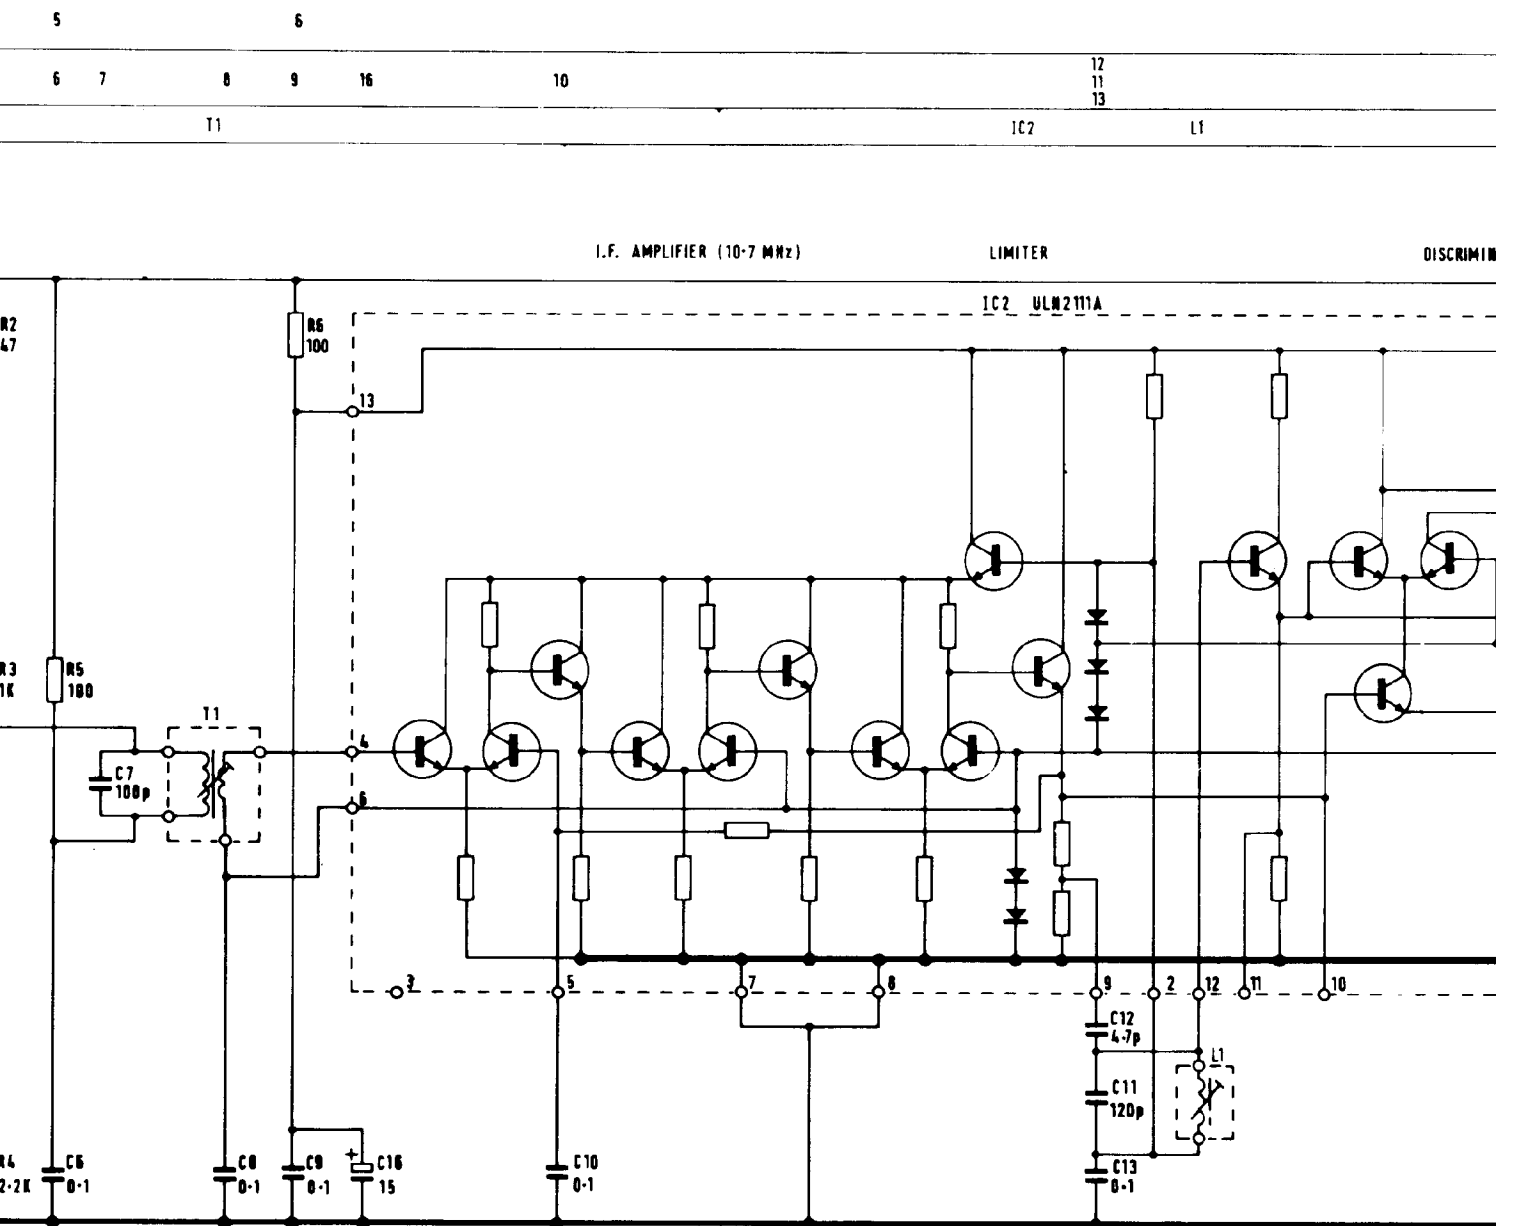 5 6
6 7 8 9 16 10
12
11
13
T1 IC2 L1
I.F. AMPLIFIER (10·7 MHz) LIMITER DISCRIMIN
IC2 ULN2111A
R2
47
R6
100
13
R3
1K
R5
100
T1
4
C7
100p
6
3 5 7 8 9 2 12 11 10
C12
4·7p
L1
C11
120p
R4
2·2K
C6
0·1
C8
0·1
C9
0·1
+
C16
15
C10
0·1
C13
0·1